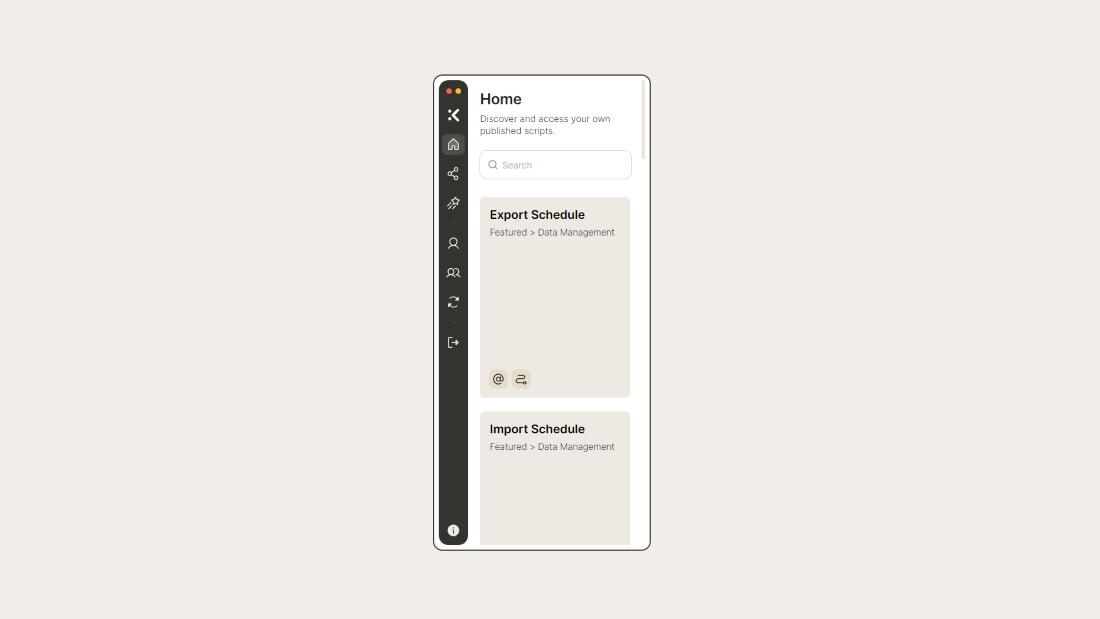 Home
Discover and access your own
published scripts.
Search
Export Schedule
Featured > Data Management
Import Schedule
Featured > Data Management